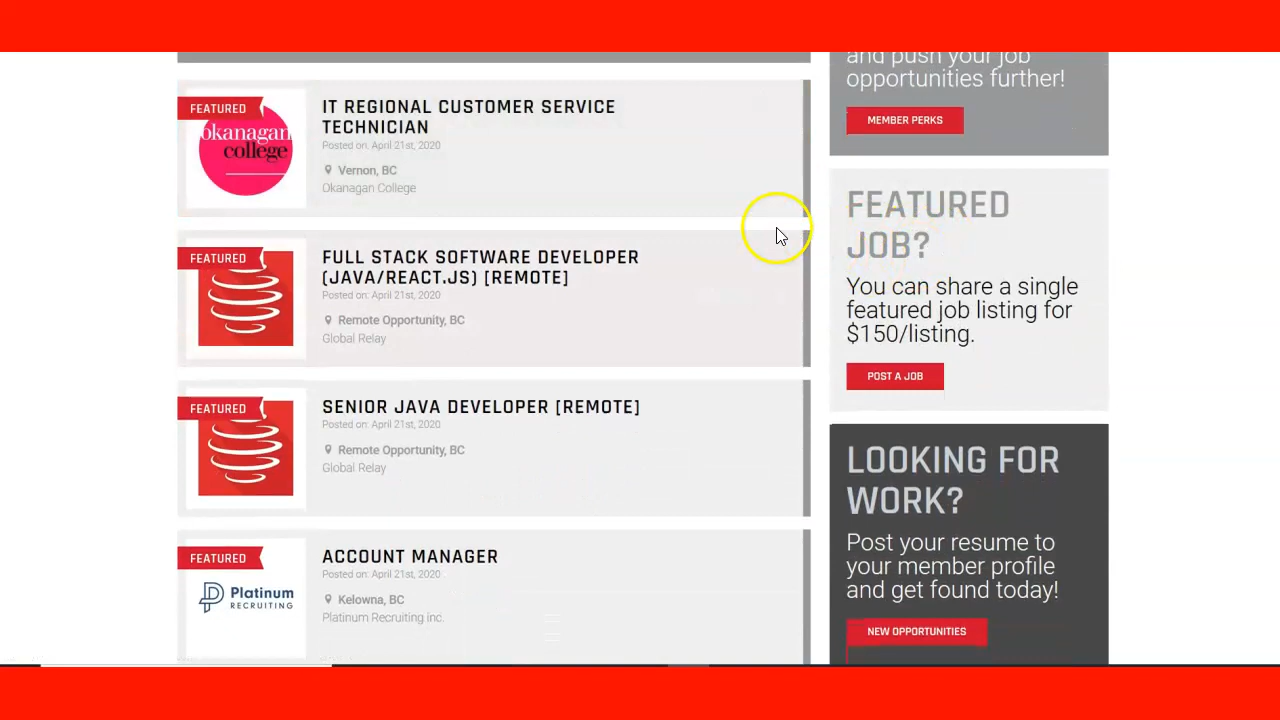 FEATURED
okanagan
college
IT REGIONAL CUSTOMER SERVICE
TECHNICIAN
Posted on: April 21st, 2020
Vernon, BC
Okanagan College
FEATURED
FULL STACK SOFTWARE DEVELOPER
(JAVA/REACT.JS) [REMOTE]
Posted on: April 21st, 2020
Remote Opportunity, BC
Global Relay
FEATURED
SENIOR JAVA DEVELOPER [REMOTE]
Posted on: April 21st, 2020
Remote Opportunity, BC
Global Relay
FEATURED
Platinum
RECRUITING
ACCOUNT MANAGER
Posted on: April 21st, 2020
Kelowna, BC
Platinum Recruiting inc.
and push your job
opportunities further!
MEMBER PERKS
FEATURED
JOB?
You can share a single
featured job listing for
$150/listing.
POST A JOB
LOOKING FOR
WORK?
Post your resume to
your member profile
and get found today!
NEW OPPORTUNITIES